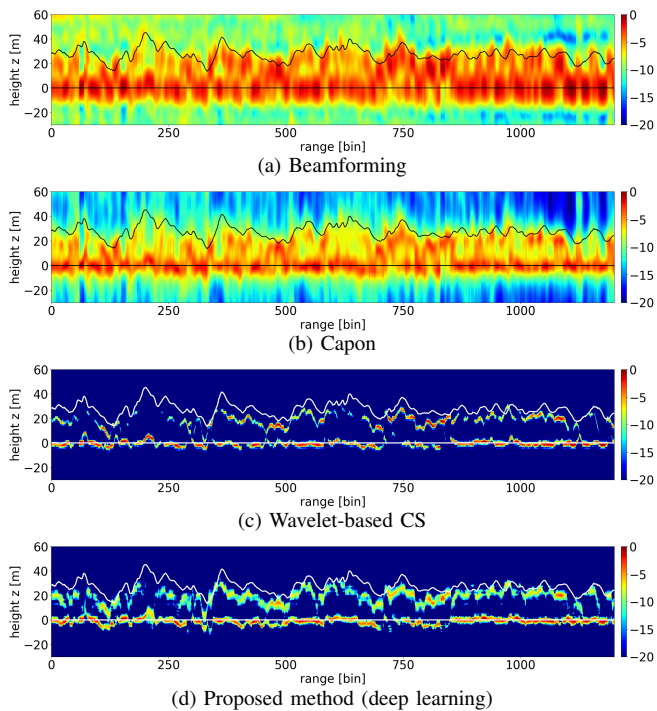 60
40
20
0
−20
height z [m]
0 250 500 750 1000
range [bin]
0
−5
−10
−15
−20
(a) Beamforming
60
40
20
0
−20
height z [m]
0 250 500 750 1000
range [bin]
0
−5
−10
−15
−20
(b) Capon
60
40
20
0
−20
height z [m]
0 250 500 750 1000
range [bin]
0
−5
−10
−15
−20
(c) Wavelet-based CS
60
40
20
0
−20
height z [m]
0 250 500 750 1000
range [bin]
0
−5
−10
−15
−20
(d) Proposed method (deep learning)